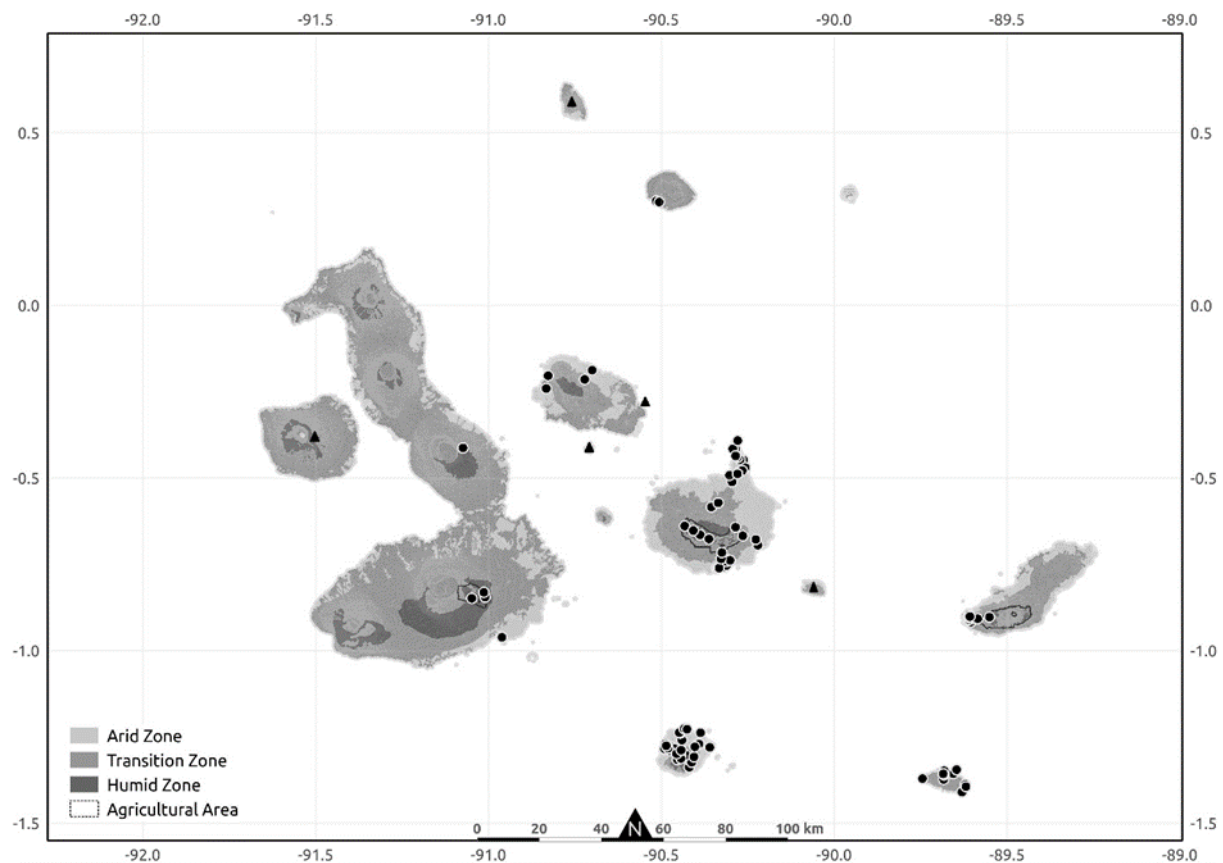 -92.0 -91.5 -91.0 -90.5 -90.0 -89.5 -89.0
0.5 0.5
0.0 0.0
-0.5 -0.5
-1.0 -1.0
Arid Zone
Transition Zone
Humid Zone
Agricultural Area
-1.5 -1.5
0 20 40 N 60 80 100 km
-92.0 -91.5 -91.0 -90.5 -90.0 -89.5 -89.0